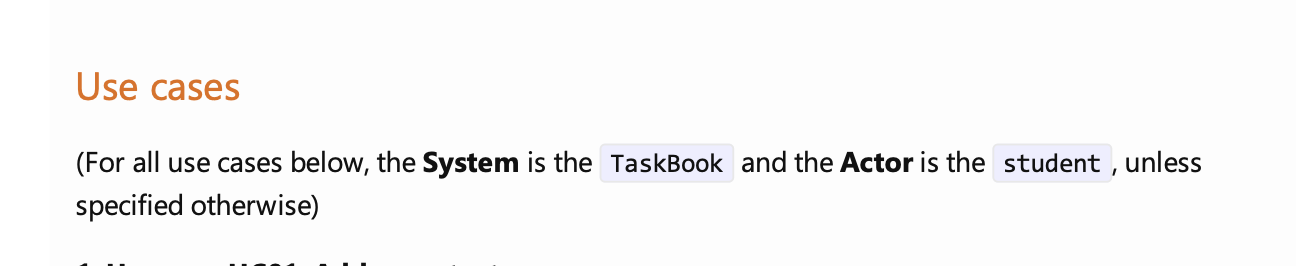 Use cases
(For all use cases below, the System is the TaskBook and the Actor is the student, unless
specified otherwise)